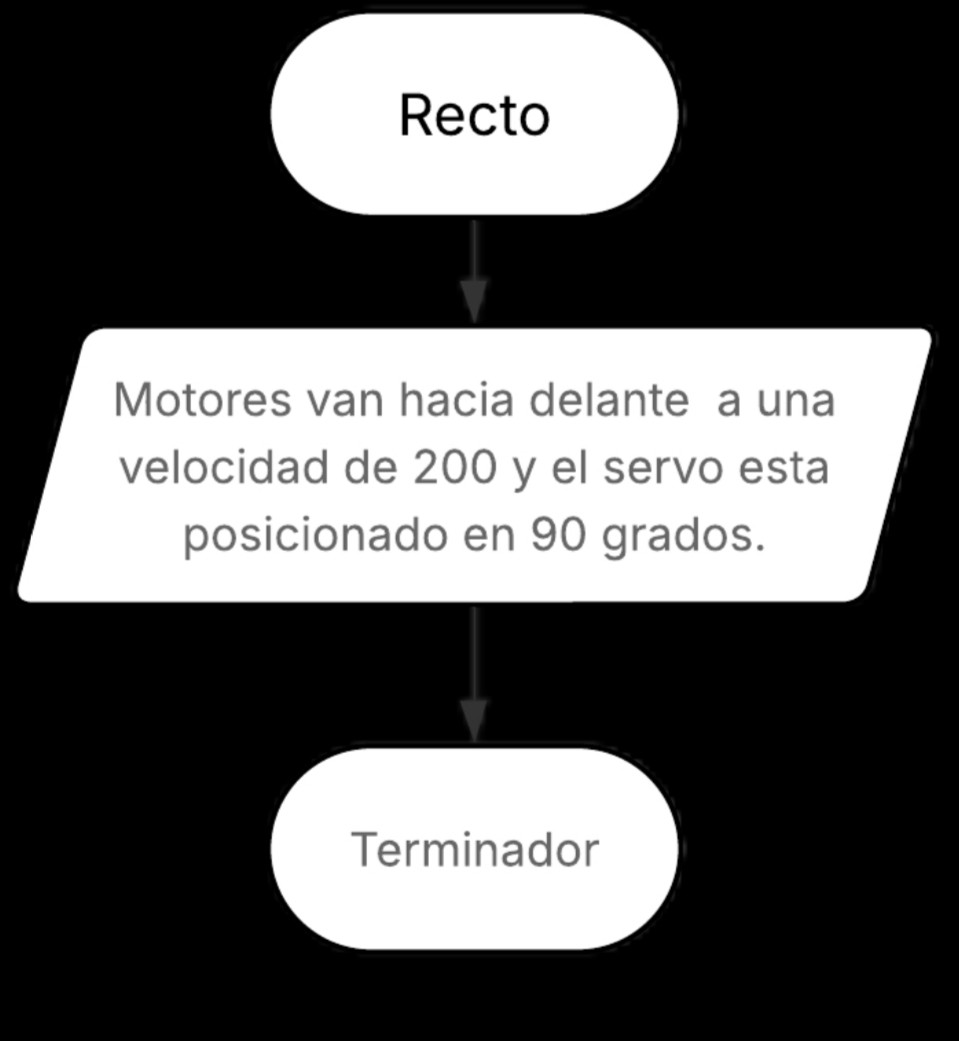 Recto
Motores van hacia delante  a una
velocidad de 200 y el servo esta
posicionado en 90 grados.
Terminador